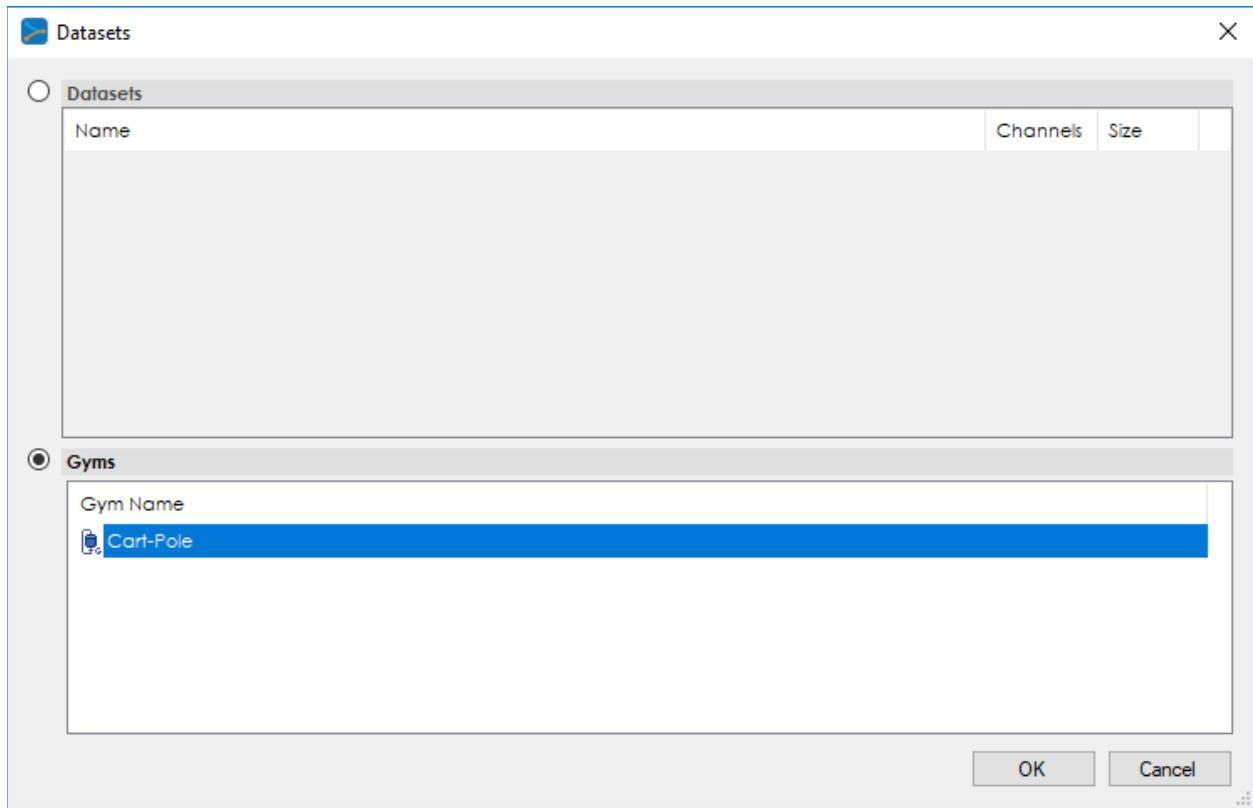 Datasets
Datasets
Name Channels Size
Gyms
Gym Name
Cart-Pole
OK Cancel